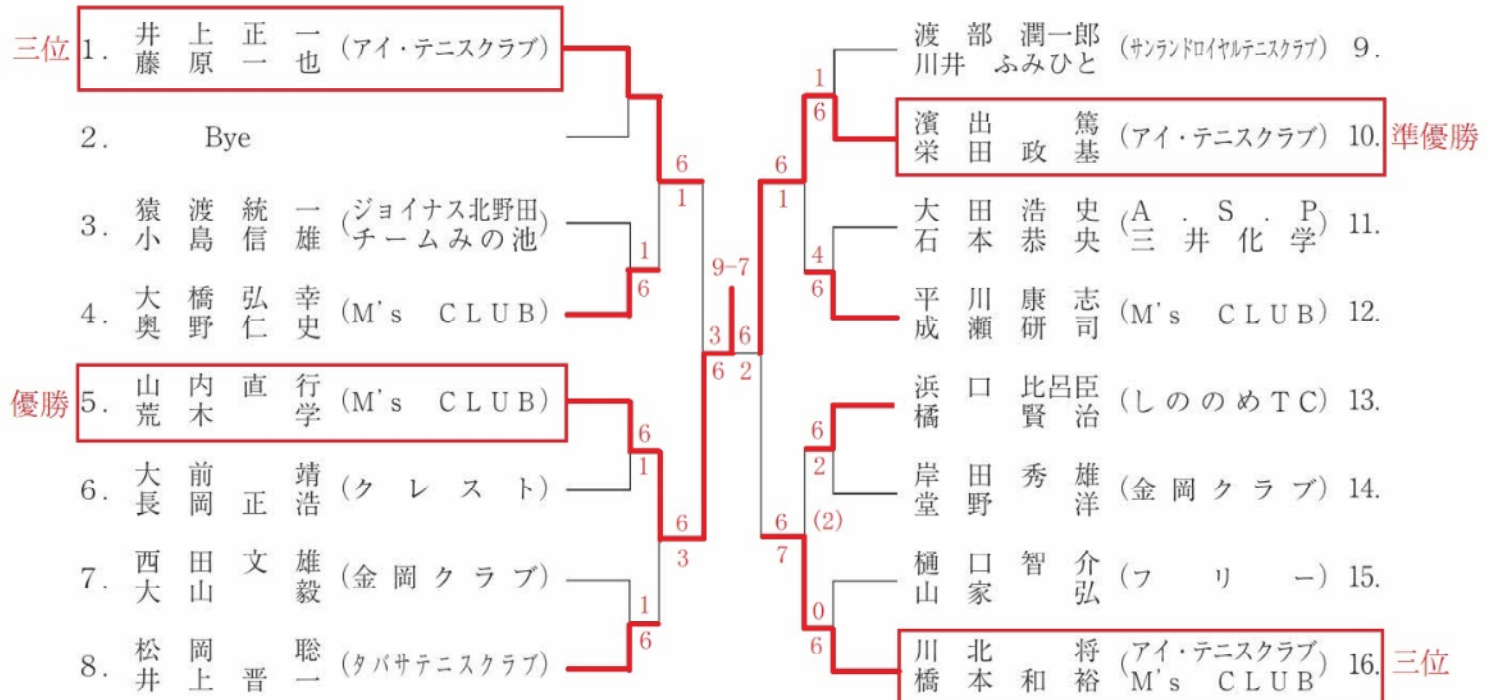 三位 1. 井上正一 (アイ・テニスクラブ)
藤原一也
2. Bye
3. 猿渡統一 (ジョイナス北野田
小島信雄 チームみの池)
4. 大橋弘幸 (M's CLUB)
奥野仁史
優勝 5. 山内直行 (M's CLUB)
荒木学
6. 大前靖 (クレスト)
長岡正浩
7. 西田文雄 (金岡クラブ)
大山毅
8. 松岡聡 (タバサテニスクラブ)
井上晋一
6
1
1
6
6
1
6
3
1
6
3
6
9-7
6
2
1
6
6
1
4
6
6
2
6 (2)
7
0
6
渡部潤一郎 (サンランドロイヤルテニスクラブ) 9.
川井ふみひと
濱出篤 (アイ・テニスクラブ) 10. 準優勝
栄田政基
大田浩史 (A.S.P 11.
石本恭央 三井化学)
平川康志 (M's CLUB) 12.
成瀬研司
浜口比呂臣 (しののめTC) 13.
橘賢治
岸田秀雄 (金岡クラブ) 14.
堂野洋
樋口智介 (フリー) 15.
山家弘
川北将 (アイ・テニスクラブ 16. 三位
橋本和裕 M's CLUB)